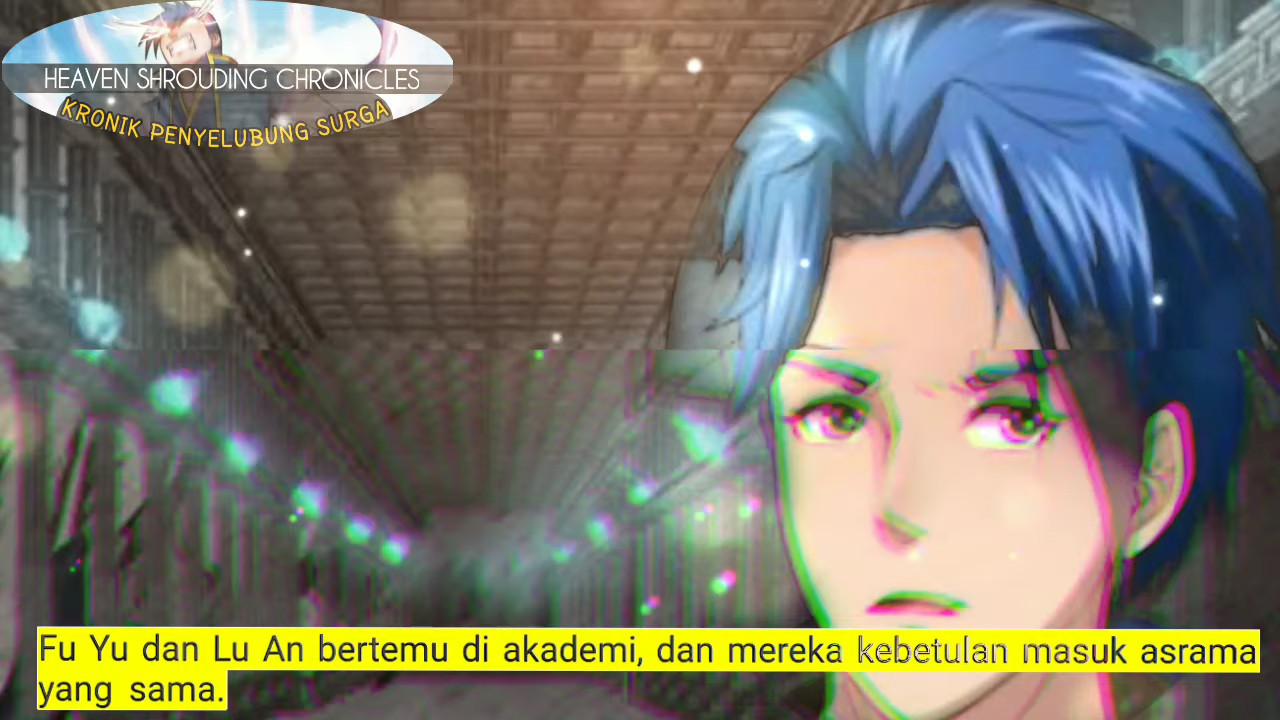 HEAVEN SHROUDING CHRONICLES
KRONIK PENYELUBUNG SURGA
Fu Yu dan Lu An bertemu di akademi, dan mereka kebetulan masuk asrama
yang sama.